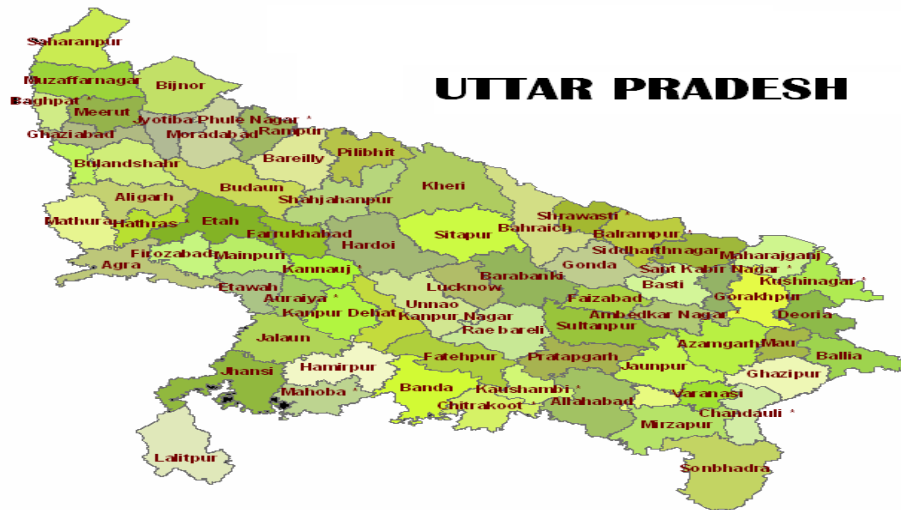 Saharanpur
UTTAR PRADESH
Muzaffarnagar
Bijnor
Baghpat *
Meerut
Jyotiba Phule Nagar *
Ghaziabad
Moradabad
Rampur
Bareilly
Pilibhit
Bulandshahr
Budaun
Kheri
Aligarh
Shahjahanpur
Mathura
Hathras *
Etah
Farrukhabad
Hardoi
Sitapur
Bahraich
Shrawasti
Balrampur *
Siddharthnagar
Maharajganj
Firozabad
Mainpuri
Agra
Kannauj
Barabanki
Gonda
Sant Kabir Nagar *
Kushinagar *
Etawah
Lucknow
Basti
Gorakhpur
Auraiya *
Unnao
Faizabad
Kanpur Dehat
Kanpur Nagar
Ambedkar Nagar *
Deoria
Rae bareli
Sultanpur
Jalaun
Azamgarh
Mau
Fatehpur
Pratapgarh
Ballia
Jhansi
Hamirpur
Jaunpur
Ghazipur
Mahoba *
Banda
Kaushambi *
Varanasi
Chitrakoot *
Allahabad
Chandauli *
Mirzapur
Lalitpur
Sonbhadra